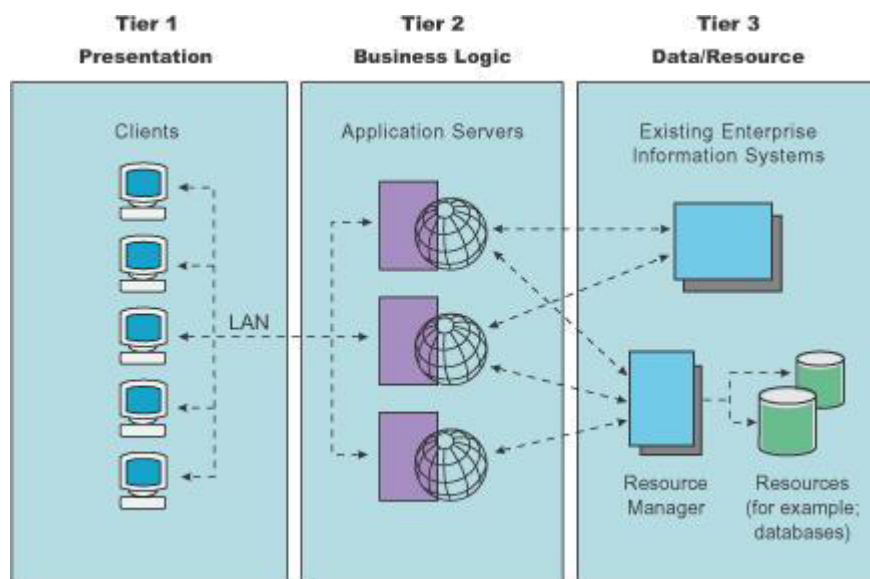 Tier 1
Presentation
Tier 2
Business Logic
Tier 3
Data/Resource
Clients
Application Servers
Existing Enterprise
Information Systems
LAN
Resource
Manager
Resources
(for example;
databases)